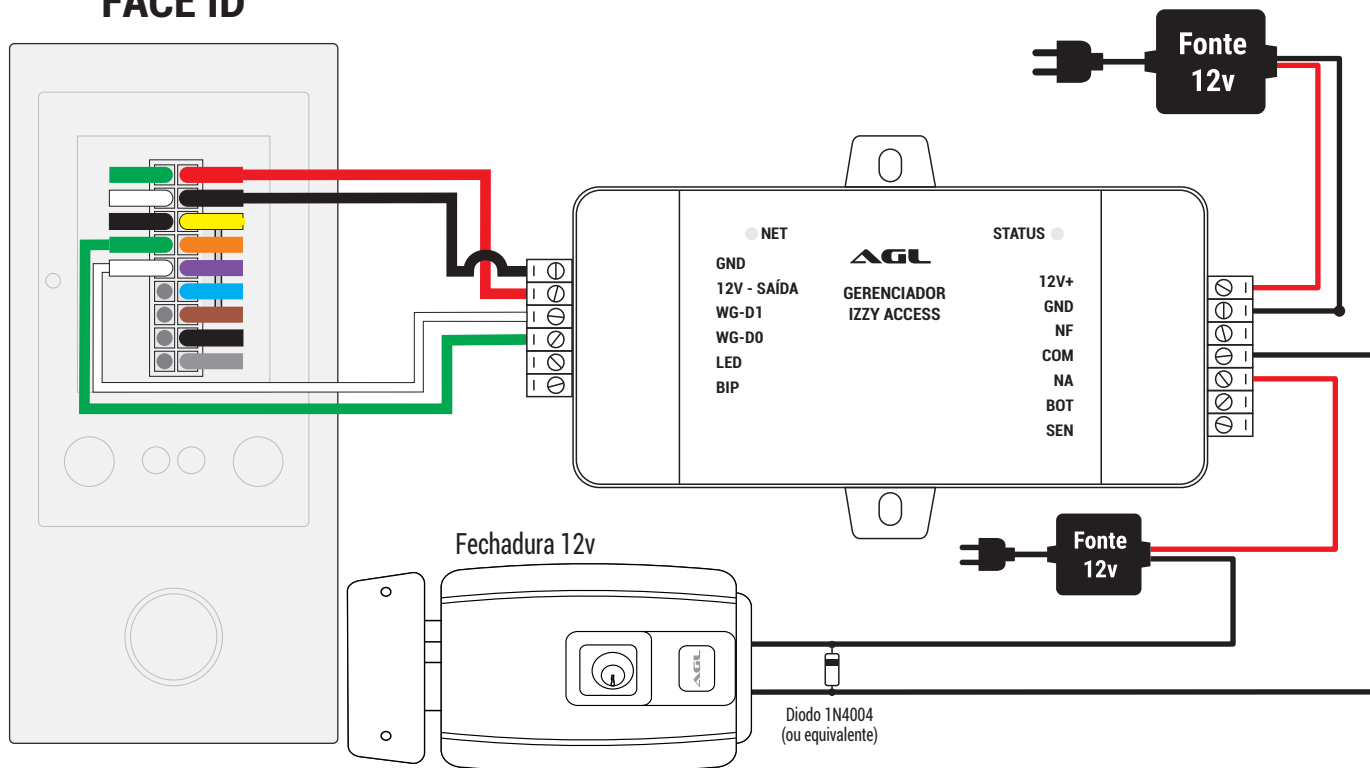 FACE ID
Fonte
12v
NET
STATUS
GND
12V - SAÍDA
WG-D1
WG-D0
LED
BIP
AGL
GERENCIADOR
IZZY ACCESS
12V+
GND
NF
COM
NA
BOT
SEN
Fechadura 12v
Fonte
12v
AGL
Diodo 1N4004
(ou equivalente)